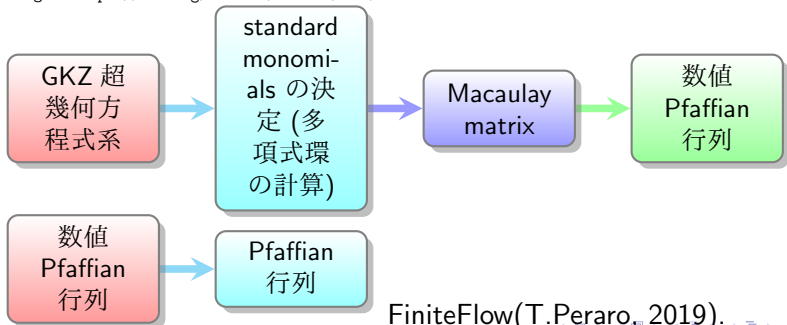 GKZ 超
幾何方
程式系
standard
monomi-
als の決
定 (多
項式環
の計算)
Macaulay
matrix
数値
Pfaffian
行列
数値
Pfaffian
行列
Pfaffian
行列
FiniteFlow(T.Peraro, 2019).